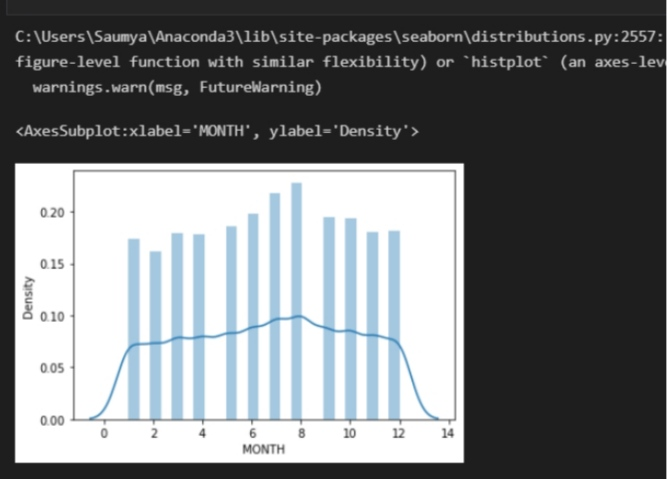 C:\Users\Saumya\Anaconda3\lib\site-packages\seaborn\distributions.py:2557:
figure-level function with similar flexibility) or `histplot` (an axes-lev
warnings.warn(msg, FutureWarning)
<AxesSubplot:xlabel='MONTH', ylabel='Density'>
0.20
0.15
0.10
0.05
0.00
Density
0 2 4 6 8 10 12 14
MONTH